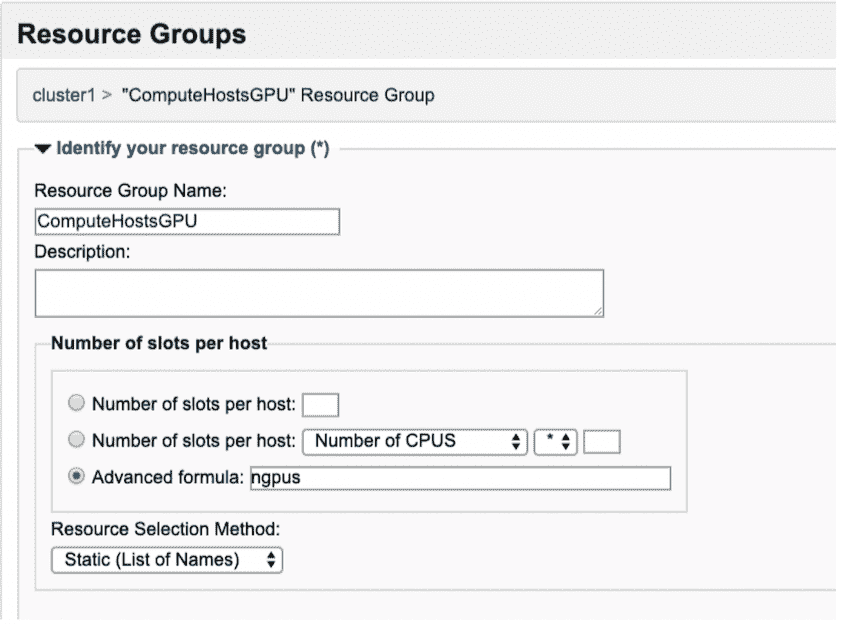 Resource Groups
cluster1 > "ComputeHostsGPU" Resource Group
Identify your resource group (*)
Resource Group Name:
ComputeHostsGPU
Description:
Number of slots per host
Number of slots per host:
Number of slots per host: Number of CPUS *
Advanced formula: ngpus
Resource Selection Method:
Static (List of Names)